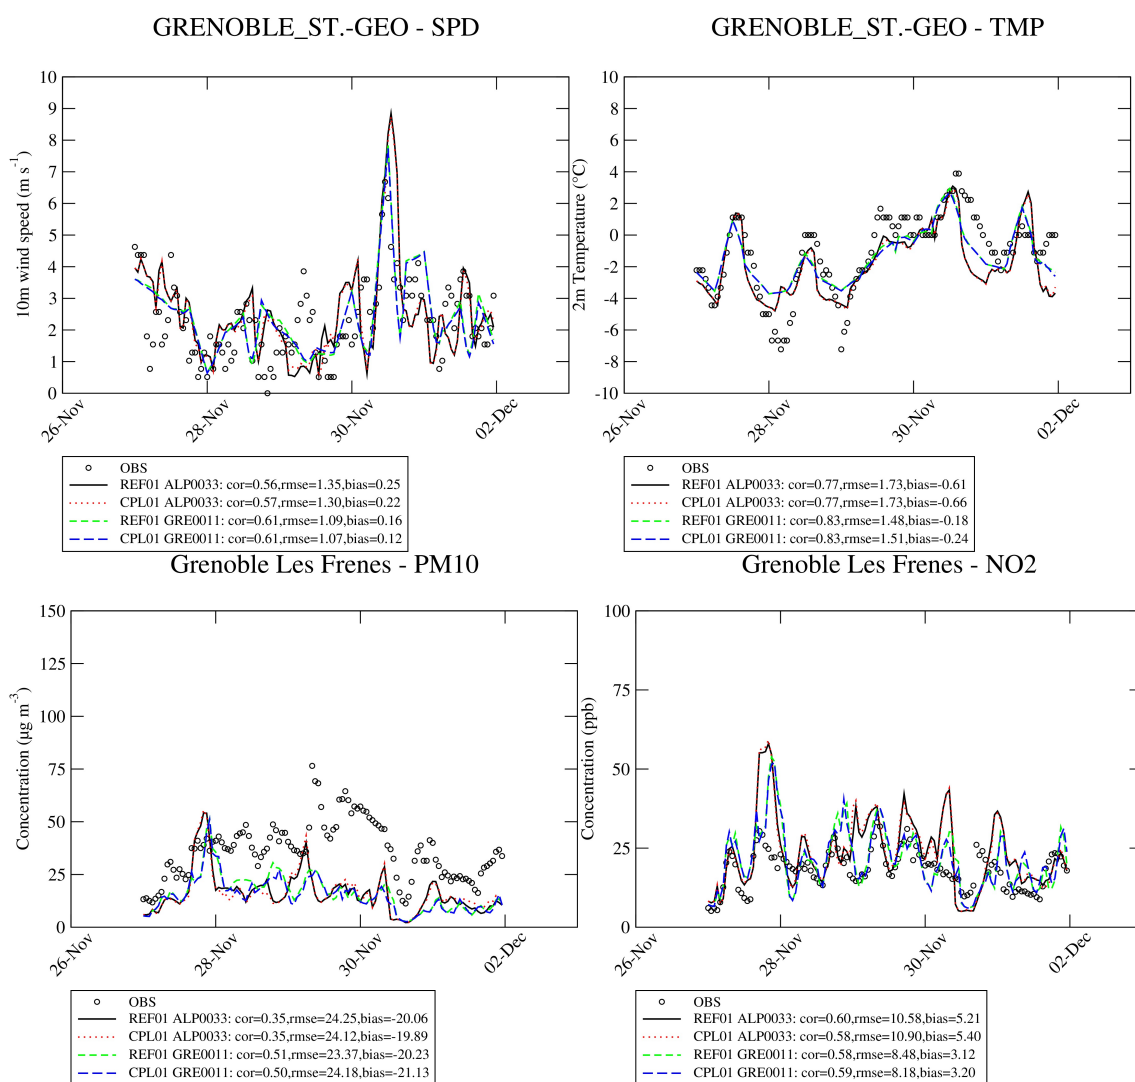 GRENOBLE_ST.-GEO - SPD
10
9
8
7
6
5
4
3
2
1
0
10m wind speed (m s-1)
26-Nov
28-Nov
30-Nov
02-Dec
OBS
REF01 ALP0033: cor=0.56,rmse=1.35,bias=0.25
CPL01 ALP0033: cor=0.57,rmse=1.30,bias=0.22
REF01 GRE0011: cor=0.61,rmse=1.09,bias=0.16
CPL01 GRE0011: cor=0.61,rmse=1.07,bias=0.12
GRENOBLE_ST.-GEO - TMP
10
8
6
4
2
0
-2
-4
-6
-8
-10
2m Temperature (°C)
26-Nov
28-Nov
30-Nov
02-Dec
OBS
REF01 ALP0033: cor=0.77,rmse=1.73,bias=-0.61
CPL01 ALP0033: cor=0.77,rmse=1.73,bias=-0.66
REF01 GRE0011: cor=0.83,rmse=1.48,bias=-0.18
CPL01 GRE0011: cor=0.83,rmse=1.51,bias=-0.24
Grenoble Les Frenes - PM10
150
125
100
75
50
25
0
Concentration (µg m-3)
26-Nov
28-Nov
30-Nov
02-Dec
OBS
REF01 ALP0033: cor=0.35,rmse=24.25,bias=-20.06
CPL01 ALP0033: cor=0.35,rmse=24.12,bias=-19.89
REF01 GRE0011: cor=0.51,rmse=23.37,bias=-20.23
CPL01 GRE0011: cor=0.50,rmse=24.18,bias=-21.13
Grenoble Les Frenes - NO2
100
75
50
25
0
Concentration (ppb)
26-Nov
28-Nov
30-Nov
02-Dec
OBS
REF01 ALP0033: cor=0.60,rmse=10.58,bias=5.21
CPL01 ALP0033: cor=0.58,rmse=10.90,bias=5.40
REF01 GRE0011: cor=0.58,rmse=8.48,bias=3.12
CPL01 GRE0011: cor=0.59,rmse=8.18,bias=3.20